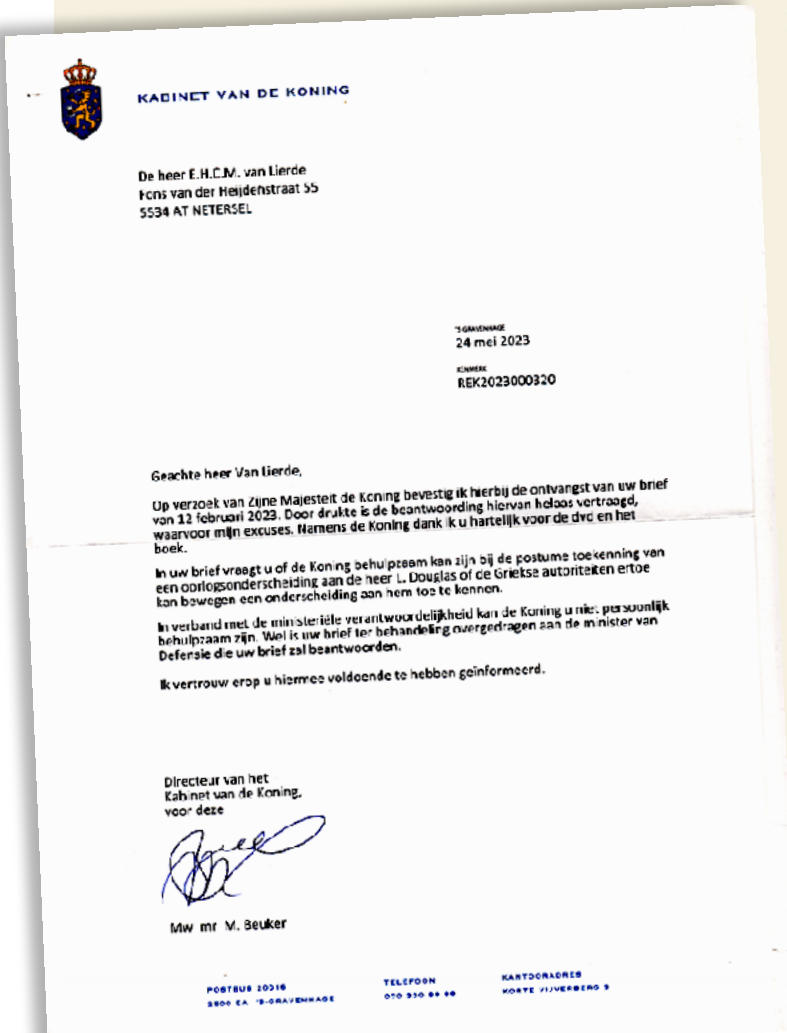 KABINET VAN DE KONING
De heer E.H.C.M. van Lierde
Fons van der Heijdenstraat 55
5534 AT NETERSEL
'S GRAVENHAGE
24 mei 2023
KENMERK
REK2023000320
Geachte heer Van Lierde,
Op verzoek van Zijne Majesteit de Koning bevestig ik hierbij de ontvangst van uw brief
van 12 februari 2023. Door drukte is de beantwoording hiervan helaas vertraagd,
waarvoor mijn excuses. Namens de Koning dank ik u hartelijk voor de dvd en het
boek.
In uw brief vraagt u of de Koning behulpzaam kan zijn bij de postume toekenning van
een oorlogsonderscheiding aan de heer L. Douglas of de Griekse autoriteiten ertoe
kan bewegen een onderscheiding aan hem toe te kennen.
In verband met de ministeriële verantwoordelijkheid kan de Koning u niet persoonlijk
behulpzaam zijn. Wel is uw brief ter behandeling overgedragen aan de minister van
Defensie die uw brief zal beantwoorden.
Ik vertrouw erop u hiermee voldoende te hebben geïnformeerd.
Directeur van het
Kabinet van de Koning,
voor deze
Mw mr M. Beuker
POSTBUS 20316 TELEFOON KANTOORADRES
2500 EA 'S-GRAVENHAGE 070 330 KORTE VIJVERBERG